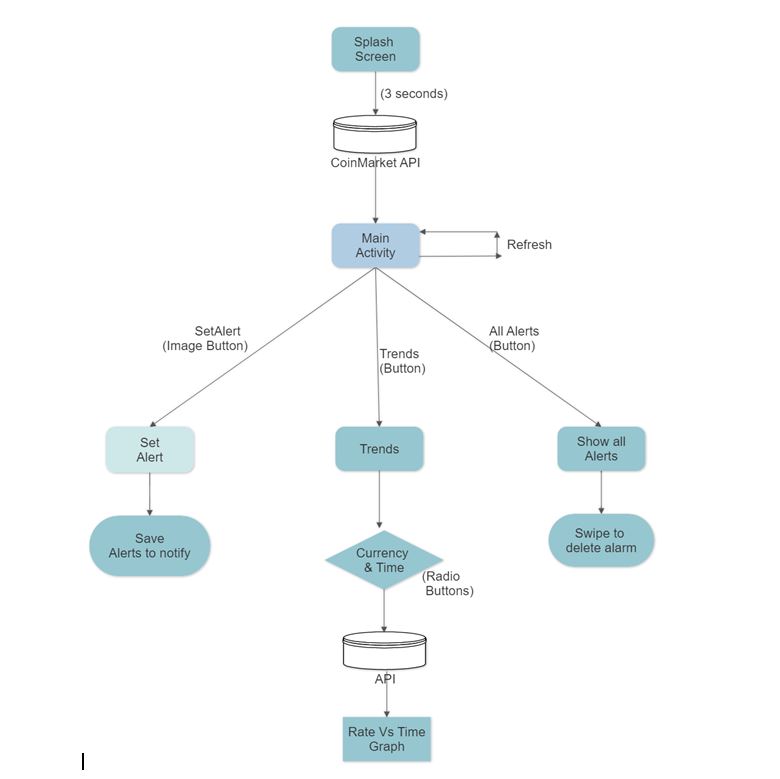 Splash
Screen
(3 seconds)
CoinMarket API
Main
Activity
Refresh
SetAlert
(Image Button)
Trends
(Button)
All Alerts
(Button)
Set
Alert
Trends
Show all
Alerts
Save
Alerts to notify
Currency
& Time
(Radio
Buttons)
Swipe to
delete alarm
API
Rate Vs Time
Graph